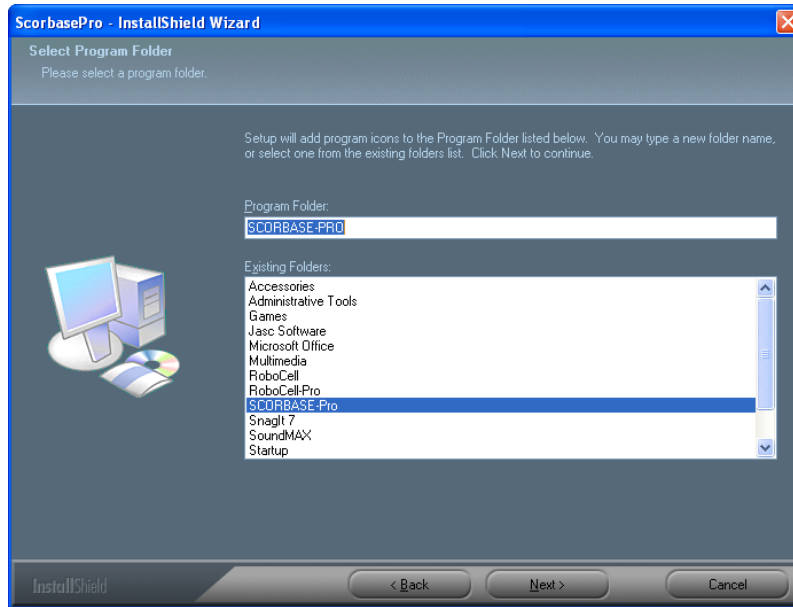 ScorbasePro - InstallShield Wizard
Select Program Folder
Please select a program folder.
Setup will add program icons to the Program Folder listed below. You may type a new folder name,
or select one from the existing folders list. Click Next to continue.
Program Folder:
SCORBASE-PRO
Existing Folders:
Accessories
Administrative Tools
Games
Jasc Software
Microsoft Office
Multimedia
RoboCell
RoboCell-Pro
SCORBASE-Pro
SnagIt 7
SoundMAX
Startup
InstallShield
< Back
Next >
Cancel